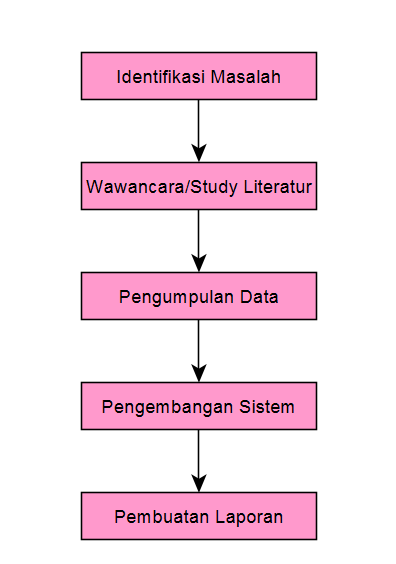 Identifikasi Masalah
Wawancara/Study Literatur
Pengumpulan Data
Pengembangan Sistem
Pembuatan Laporan